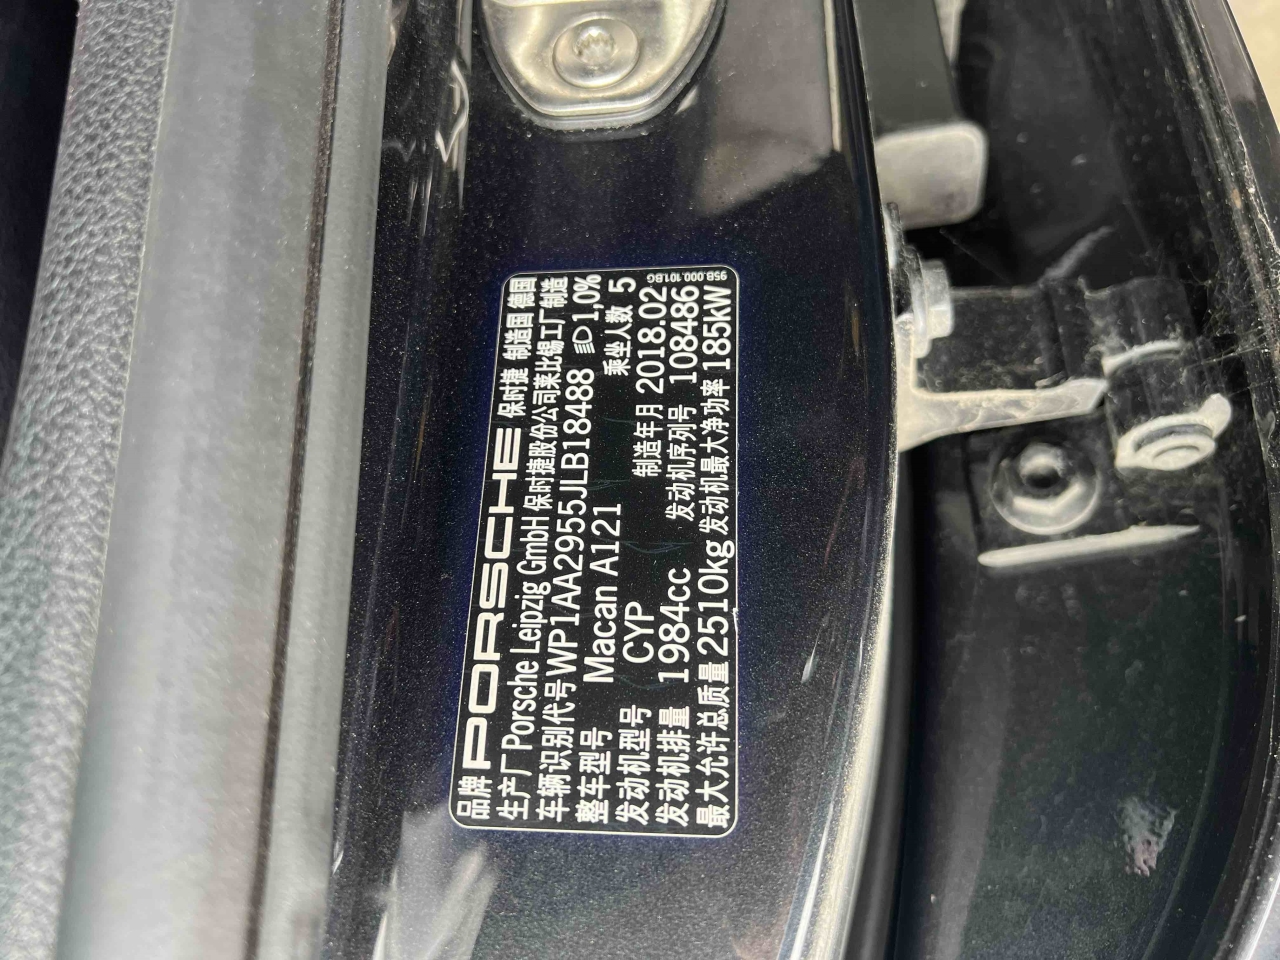 品牌 PORSCHE 保时捷 制造国 德国
生产厂 Porsche Leipzig GmbH 保时捷股份公司莱比锡工厂制造
车辆识别代号 WP1AA2955JLB18488 1,0%
整车型号 Macan A121 乘坐人数 5
发动机型号 CYP 制造年月 2018.02
发动机排量 1984cc 发动机序列号 108486
最大允许总质量 2510kg 发动机最大净功率 185kW
95B.000.101.BG